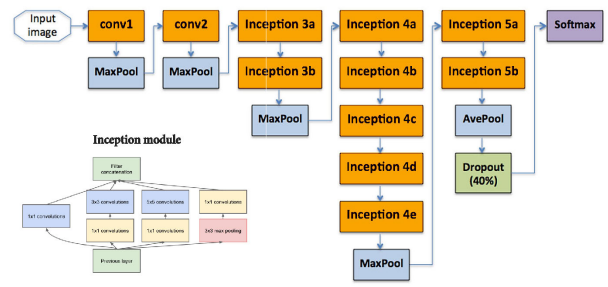 Input
image
conv1
MaxPool
conv2
MaxPool
Inception 3a
Inception 3b
MaxPool
Inception 4a
Inception 4b
Inception 4c
Inception 4d
Inception 4e
MaxPool
Inception 5a
Inception 5b
AvePool
Dropout
(40%)
Softmax
Inception module
Filter
concatenation
1x1 convolutions
3x3 convolutions
5x5 convolutions
1x1 convolutions
1x1 convolutions
1x1 convolutions
3x3 max pooling
Previous layer